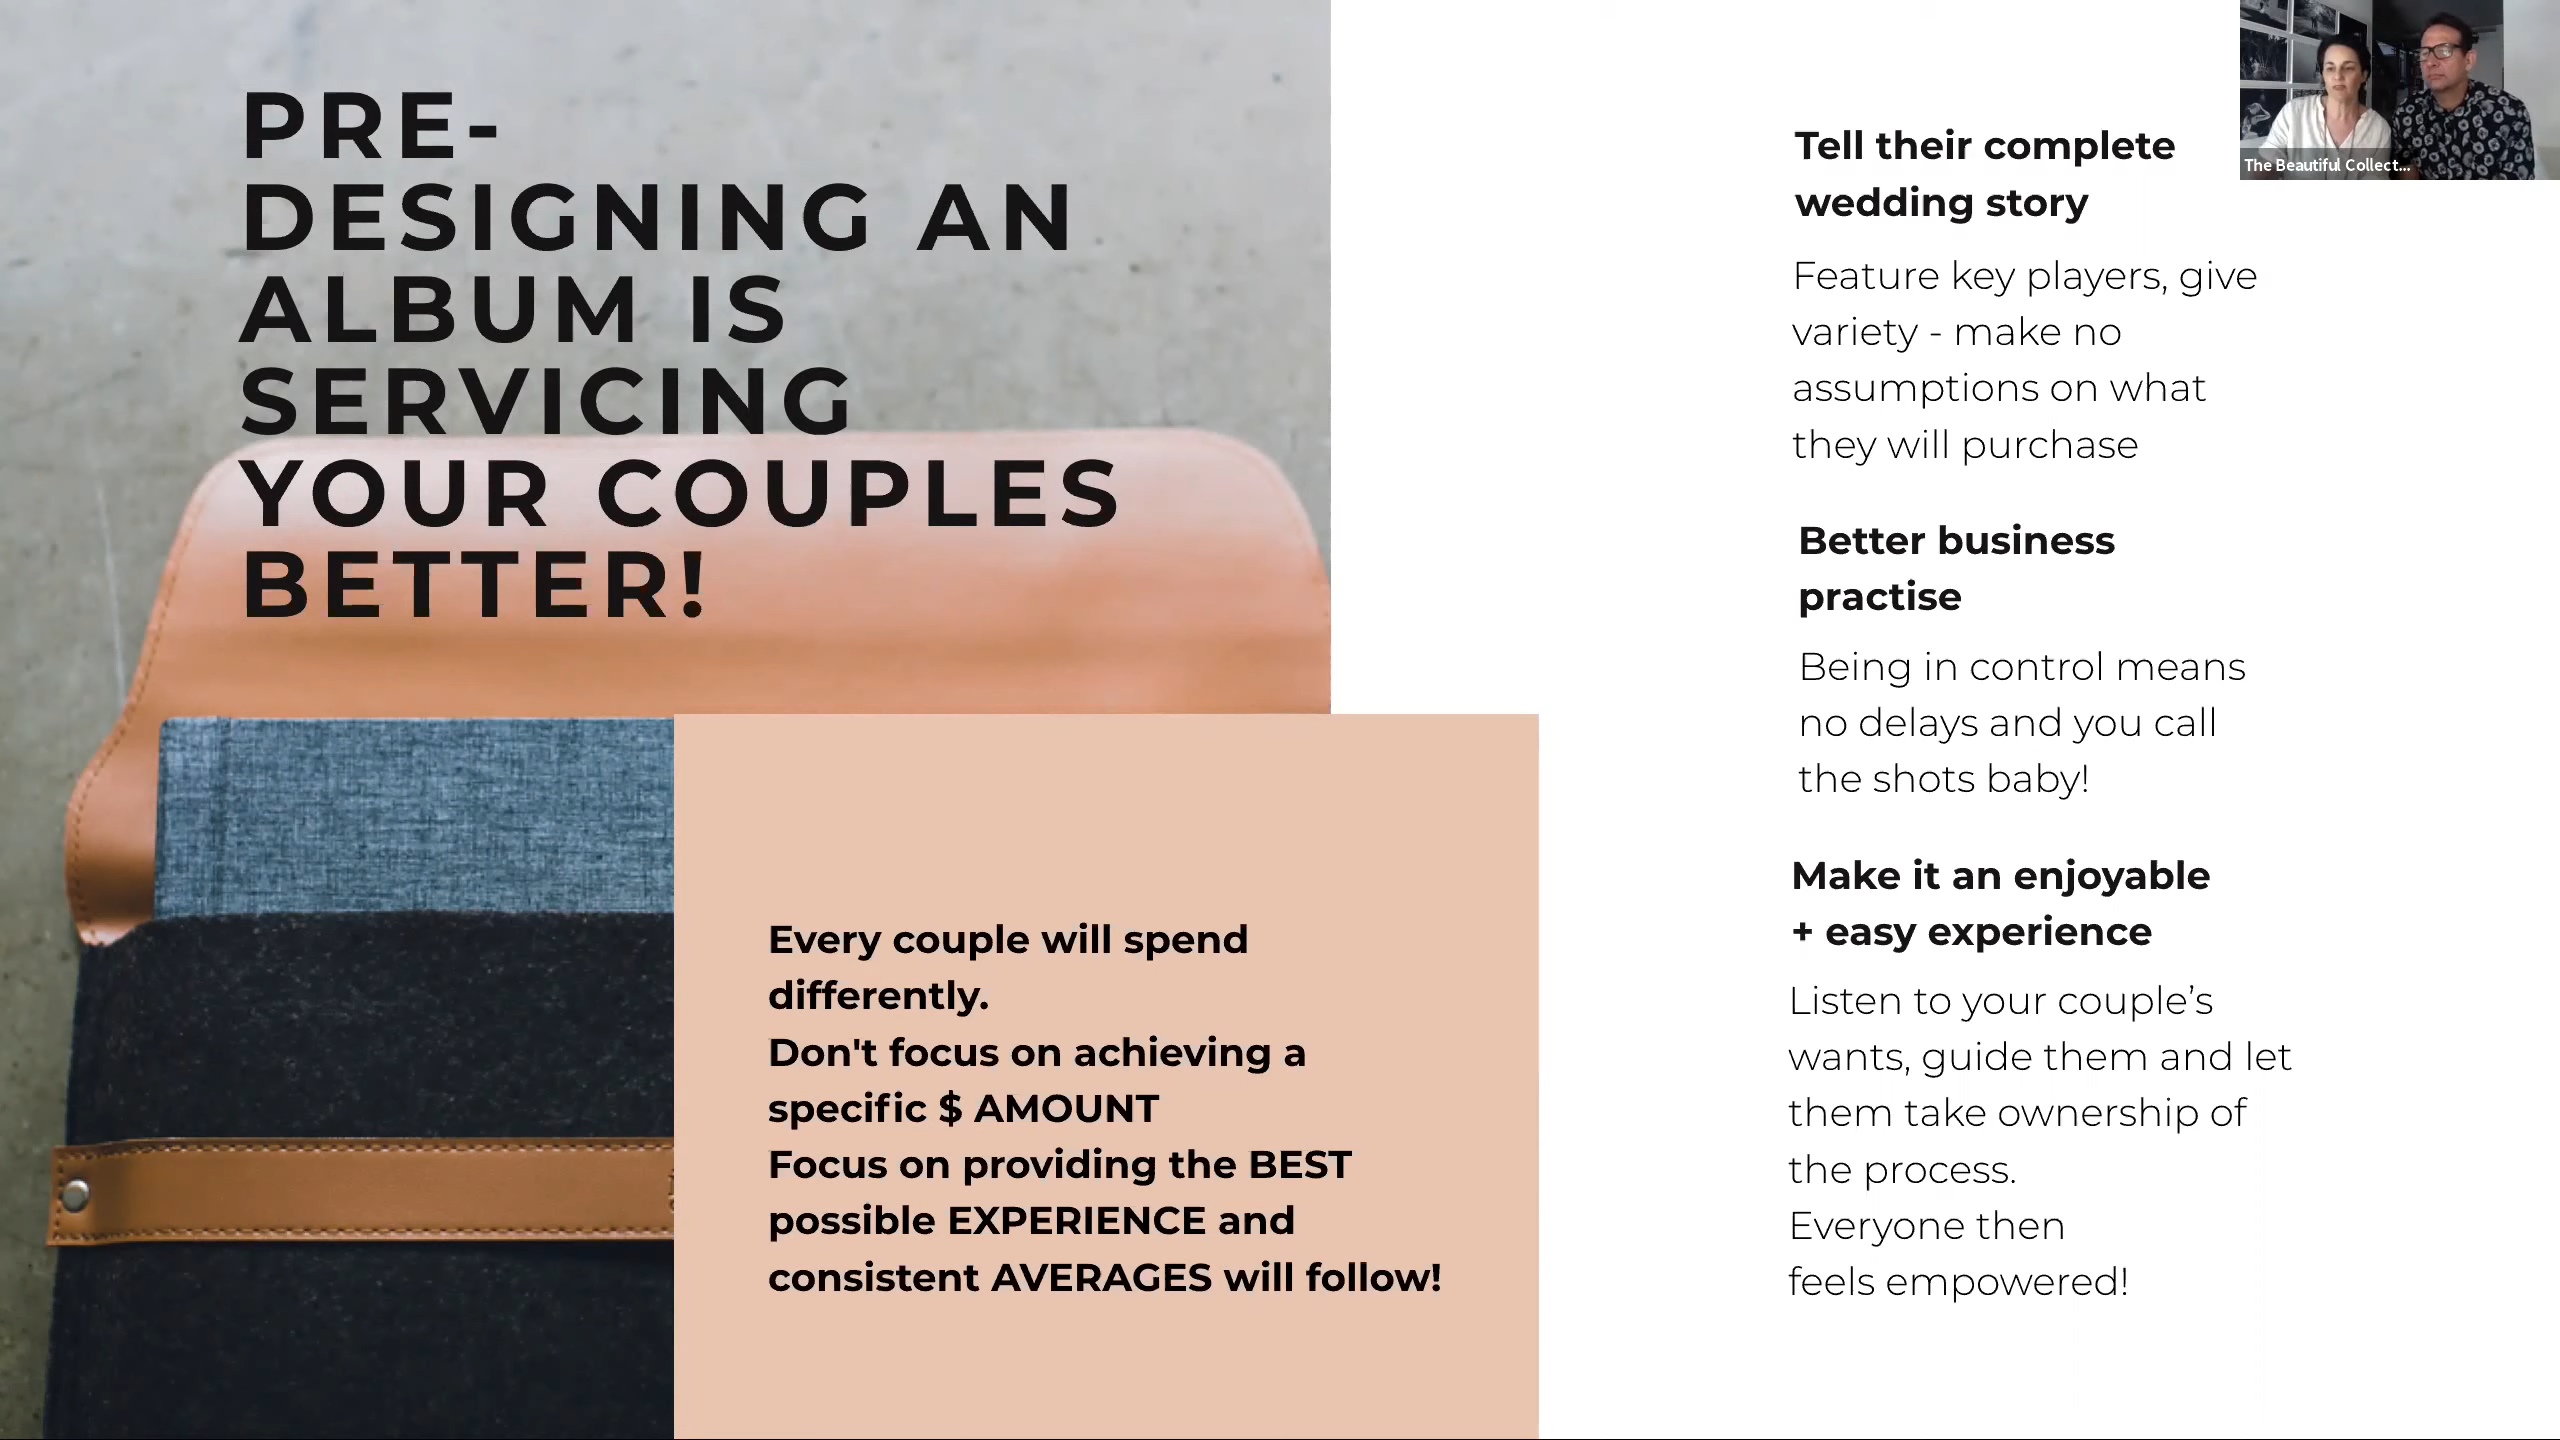 PRE-
DESIGNING AN
ALBUM IS
SERVICING
YOUR COUPLES
BETTER!
Every couple will spend
differently.
Don't focus on achieving a
specific $ AMOUNT
Focus on providing the BEST
possible EXPERIENCE and
consistent AVERAGES will follow!
Tell their complete
wedding story
Feature key players, give
variety - make no
assumptions on what
they will purchase
Better business
practise
Being in control means
no delays and you call
the shots baby!
Make it an enjoyable
+ easy experience
Listen to your couple’s
wants, guide them and let
them take ownership of
the process.
Everyone then
feels empowered!
The Beautiful Collect...